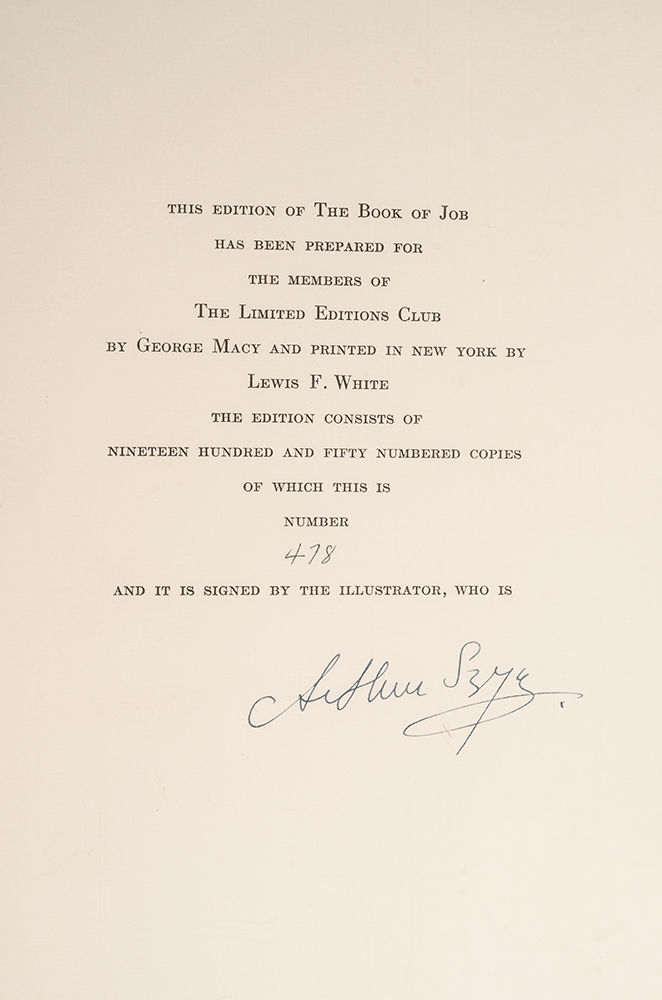 THIS EDITION OF THE BOOK OF JOB
HAS BEEN PREPARED FOR
THE MEMBERS OF
THE LIMITED EDITIONS CLUB
BY GEORGE MACY AND PRINTED IN NEW YORK BY
LEWIS F. WHITE
THE EDITION CONSISTS OF
NINETEEN HUNDRED AND FIFTY NUMBERED COPIES
OF WHICH THIS IS
NUMBER
478
AND IT IS SIGNED BY THE ILLUSTRATOR, WHO IS
Arthur Szyk